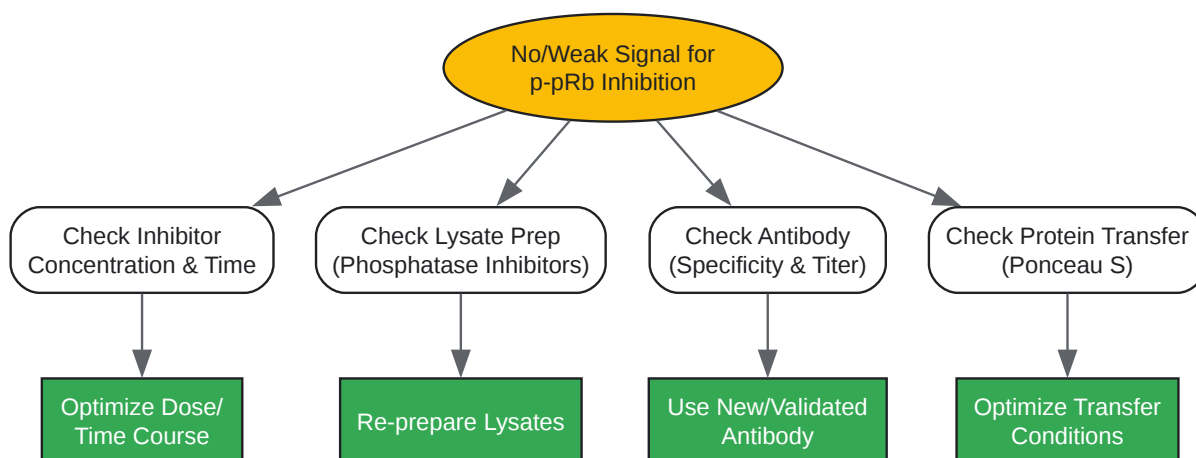 No/Weak Signal for
p-pRb Inhibition
Check Inhibitor
Concentration & Time
Check Lysate Prep
(Phosphatase Inhibitors)
Check Antibody
(Specificity & Titer)
Check Protein Transfer
(Ponceau S)
Optimize Dose/
Time Course
Re-prepare Lysates
Use New/Validated
Antibody
Optimize Transfer
Conditions